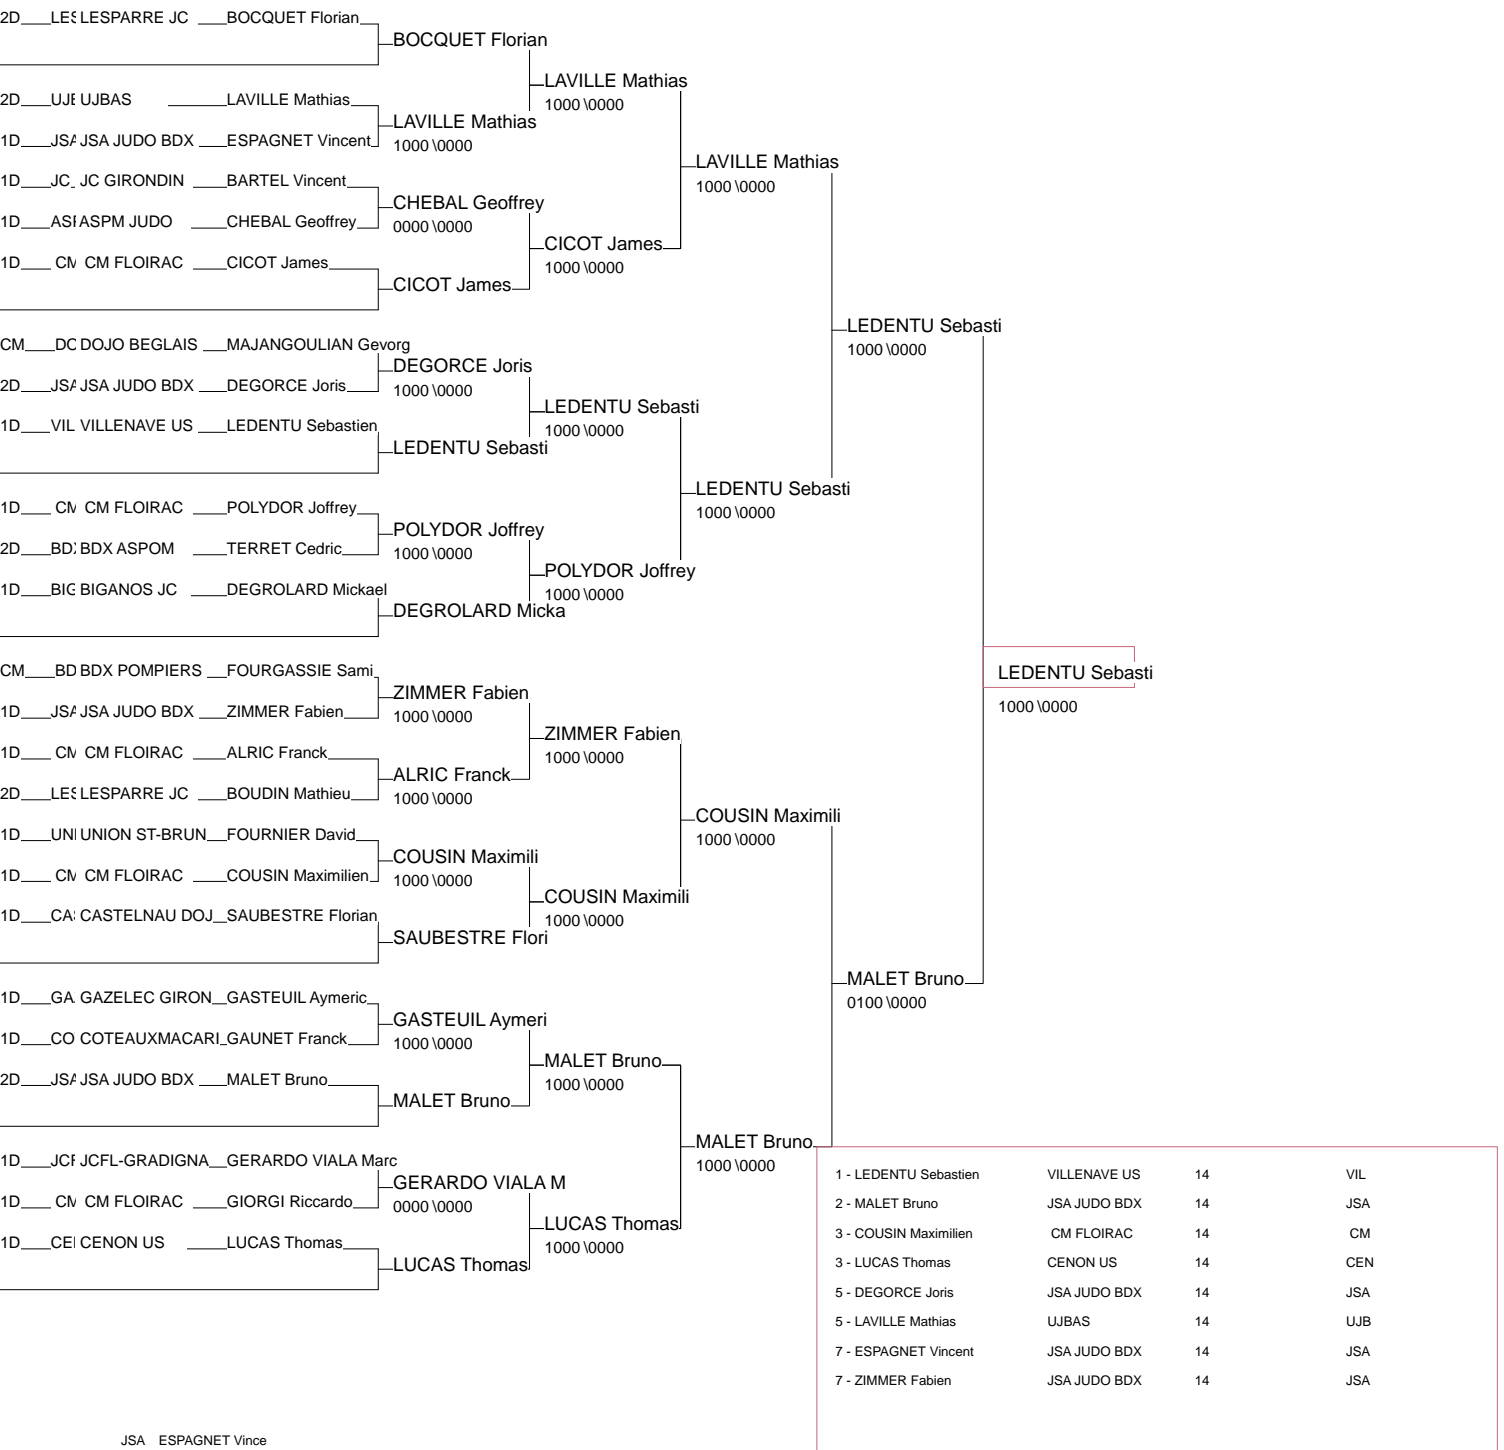 2D LES LESPARRE JC BOCQUET Florian
BOCQUET Florian
LAVILLE Mathias
1000 \0000
2D UJB UJBAS LAVILLE Mathias
LAVILLE Mathias
1000 \0000
1D JSA JSA JUDO BDX ESPAGNET Vincent
LAVILLE Mathias
1000 \0000
1D JC_ JC GIRONDIN BARTEL Vincent
CHEBAL Geoffrey
0000 \0000
1D ASP ASPM JUDO CHEBAL Geoffrey
CICOT James
1000 \0000
1D CM CM FLOIRAC CICOT James
CICOT James
LEDENTU Sebasti
1000 \0000
CM DO DOJO BEGLAIS MAJANGOULIAN Gevorg
DEGORCE Joris
1000 \0000
2D JSA JSA JUDO BDX DEGORCE Joris
LEDENTU Sebasti
1000 \0000
1D VIL VILLENAVE US LEDENTU Sebastien
LEDENTU Sebasti
LEDENTU Sebasti
1000 \0000
1D CM CM FLOIRAC POLYDOR Joffrey
POLYDOR Joffrey
1000 \0000
2D BDX BDX ASPOM TERRET Cedric
POLYDOR Joffrey
1000 \0000
1D BIG BIGANOS JC DEGROLARD Mickael
DEGROLARD Micka
CM BD BDX POMPIERS FOURGASSIE Sami
LEDENTU Sebasti
1000 \0000
ZIMMER Fabien
1000 \0000
1D JSA JSA JUDO BDX ZIMMER Fabien
ZIMMER Fabien
1000 \0000
1D CM CM FLOIRAC ALRIC Franck
ALRIC Franck
1000 \0000
2D LES LESPARRE JC BOUDIN Mathieu
COUSIN Maximili
1000 \0000
1D UNI UNION ST-BRUN FOURNIER David
COUSIN Maximili
1000 \0000
1D CM CM FLOIRAC COUSIN Maximilien
COUSIN Maximili
1000 \0000
1D CAS CASTELNAU DOJ SAUBESTRE Florian
SAUBESTRE Flori
MALET Bruno
0100 \0000
1D GA GAZELEC GIRON GASTEUIL Aymeric
GASTEUIL Aymeri
1000 \0000
1D CO COTEAUXMACARI GAUNET Franck
MALET Bruno
1000 \0000
2D JSA JSA JUDO BDX MALET Bruno
MALET Bruno
MALET Bruno
1000 \0000
1D JCF JCFL-GRADIGNA GERARDO VIALA Marc
GERARDO VIALA M
0000 \0000
1D CM CM FLOIRAC GIORGI Riccardo
LUCAS Thomas
1000 \0000
1D CEN CENON US LUCAS Thomas
LUCAS Thomas
1 - LEDENTU Sebastien VILLENAVE US 14 VIL
2 - MALET Bruno JSA JUDO BDX 14 JSA
3 - COUSIN Maximilien CM FLOIRAC 14 CM
3 - LUCAS Thomas CENON US 14 CEN
5 - DEGORCE Joris JSA JUDO BDX 14 JSA
5 - LAVILLE Mathias UJBAS 14 UJB
7 - ESPAGNET Vincent JSA JUDO BDX 14 JSA
7 - ZIMMER Fabien JSA JUDO BDX 14 JSA
JSA ESPAGNET Vince